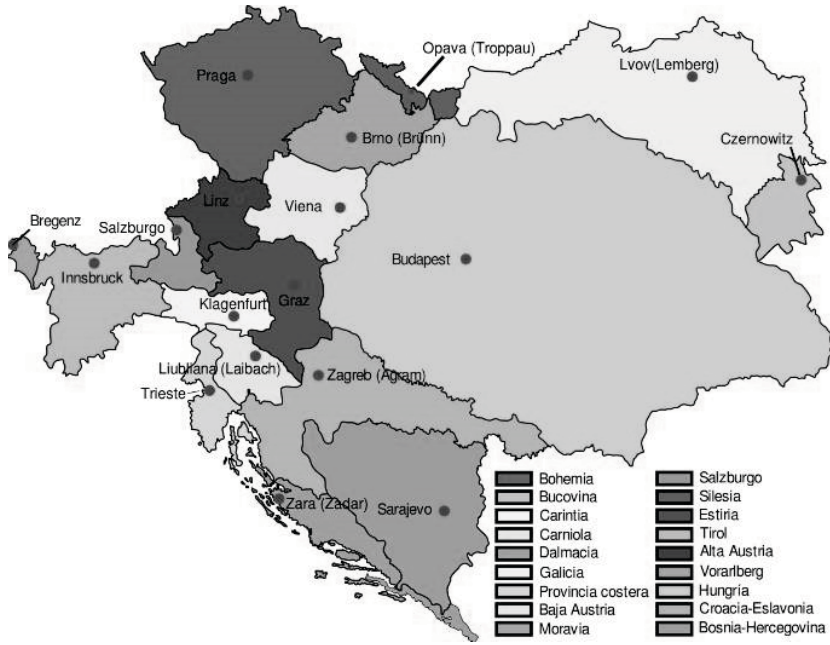 Opava (Troppau)
Praga
Lvov(Lemberg)
Brno (Brünn)
Czernowitz
Linz
Viena
Bregenz
Salzburgo
Innsbruck
Budapest
Klagenfurt
Graz
Liubliana (Laibach)
Zagreb (Agram)
Trieste
Zara (Zadar)
Sarajevo
Bohemia
Bucovina
Carintia
Carniola
Dalmacia
Galicia
Provincia costera
Baja Austria
Moravia
Salzburgo
Silesia
Estiria
Tirol
Alta Austria
Vorarlberg
Hungría
Croacia-Eslavonia
Bosnia-Hercegovina